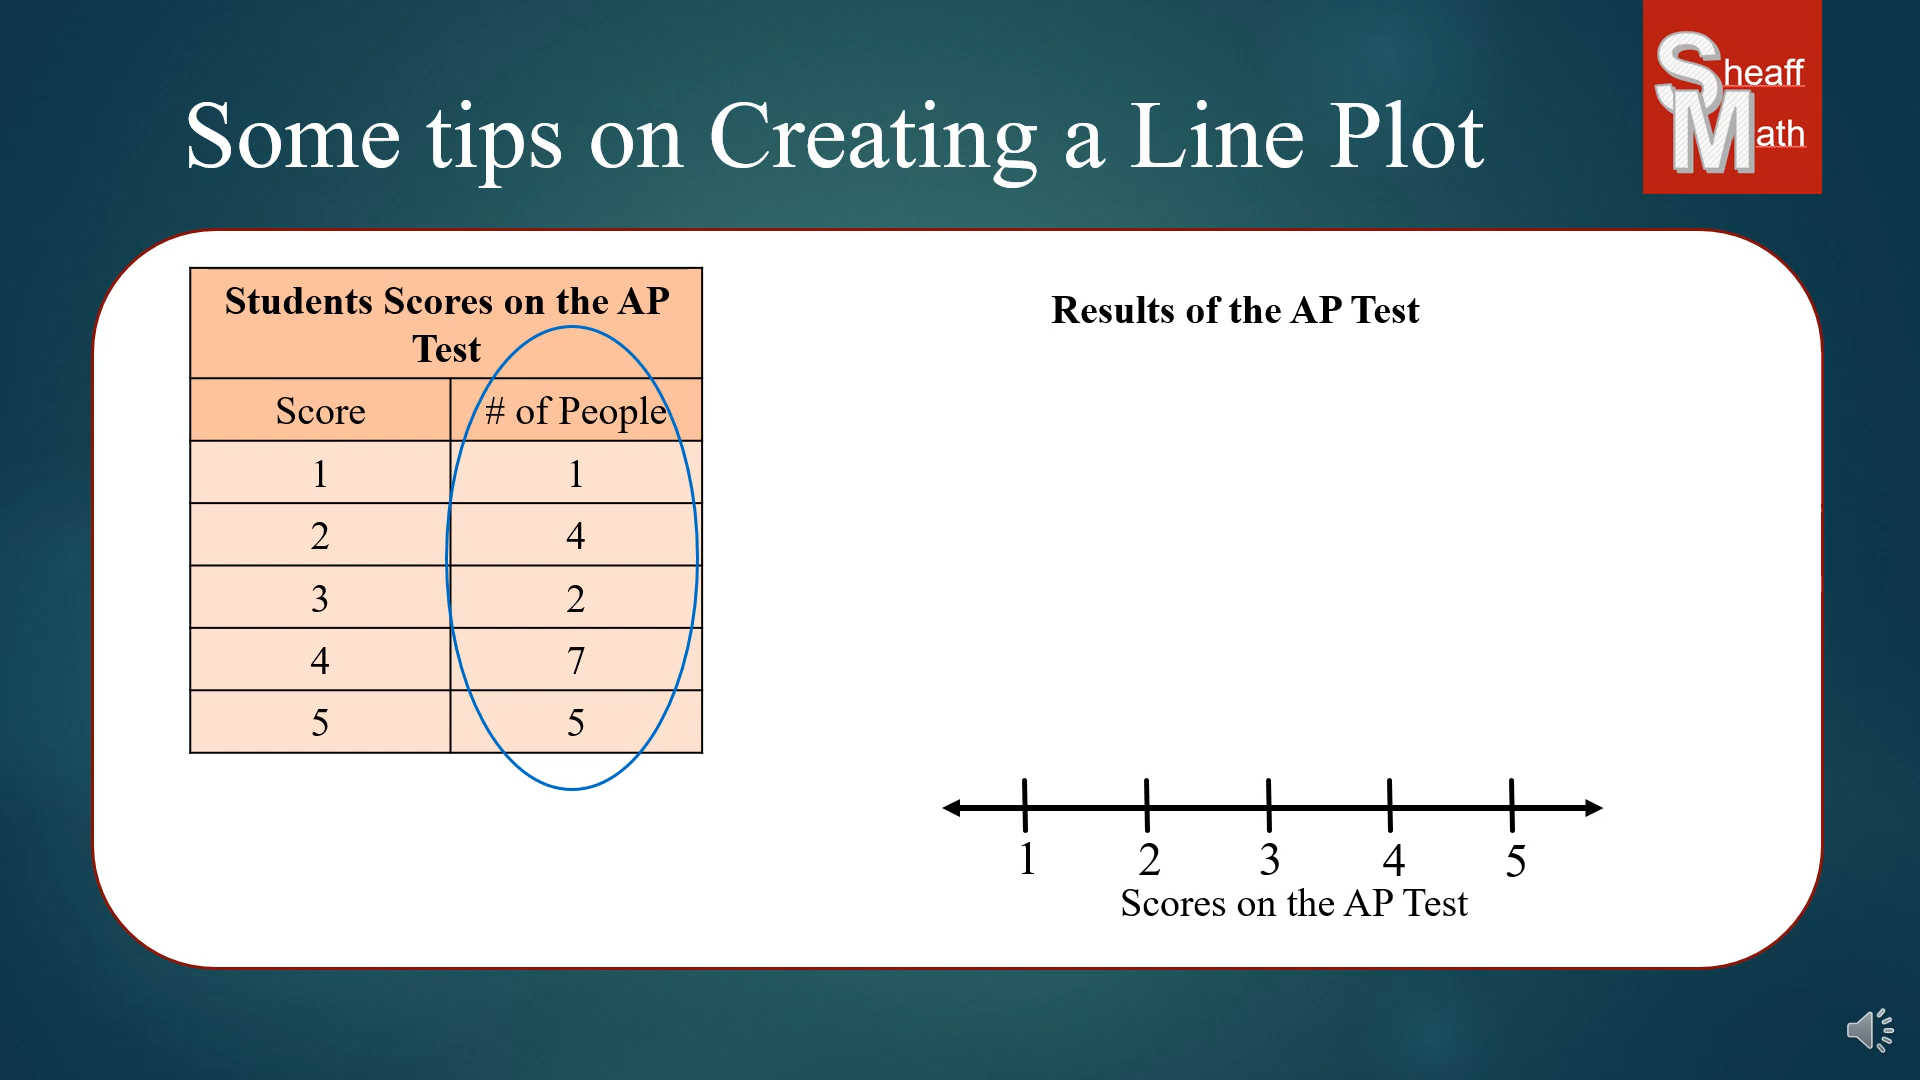 Some tips on Creating a Line Plot
Sheaff
Math
Students Scores on the AP
Test
Score # of People
1 1
2 4
3 2
4 7
5 5
Results of the AP Test
1 2 3 4 5
Scores on the AP Test